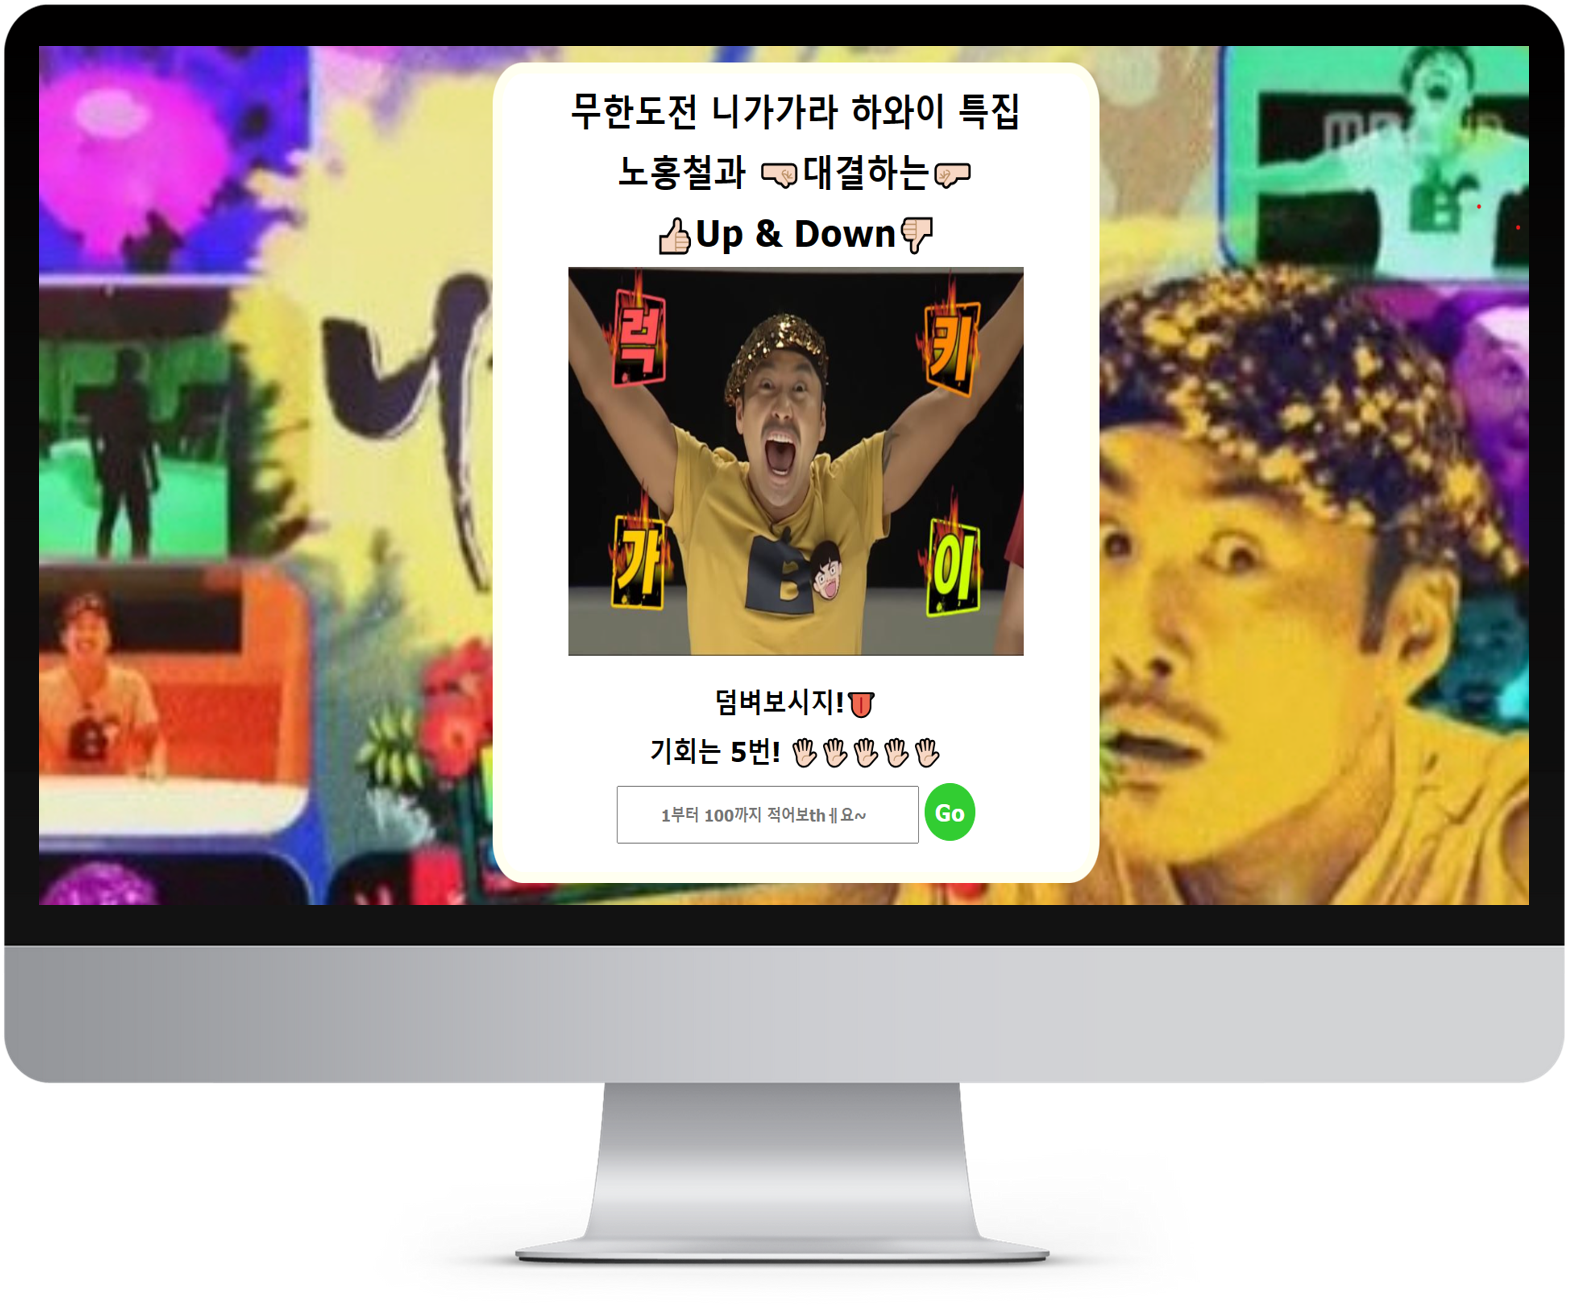 무한도전 니가가라 하와이 특집
노홍철과 🤜대결하는🤛
👍Up & Down👎
럭 키
가 이
B
덤벼보시지!👅
기회는 5번! 🖐🖐🖐🖐🖐
1부터 100까지 적어보thㅔ요~
Go
B
B